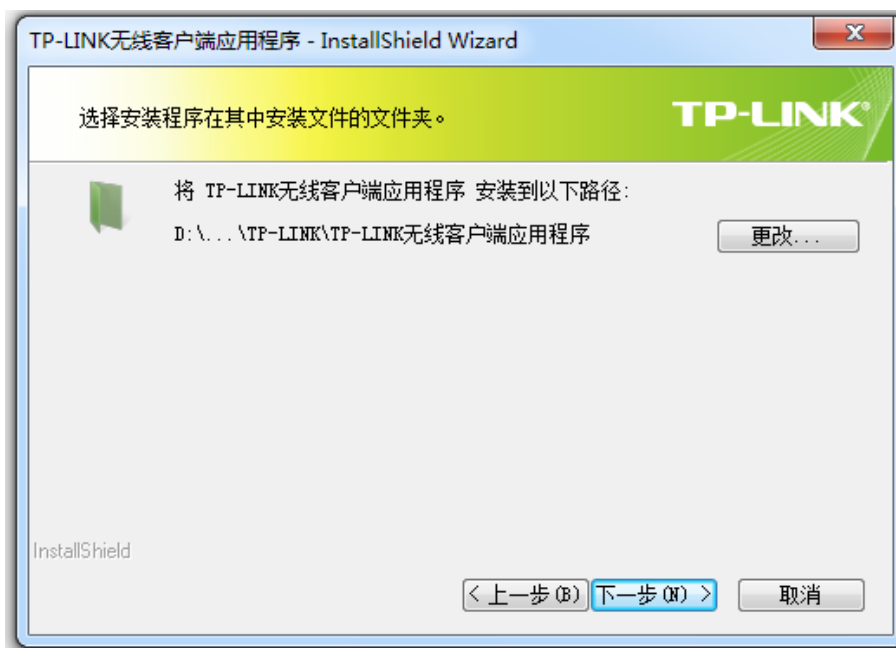 TP-LINK无线客户端应用程序 - InstallShield Wizard
选择安装程序在其中安装文件的文件夹。
TP-LINK®
将 TP-LINK无线客户端应用程序 安装到以下路径:
D:\...\TP-LINK\TP-LINK无线客户端应用程序
更改...
InstallShield
< 上一步(B)
下一步(N) >
取消